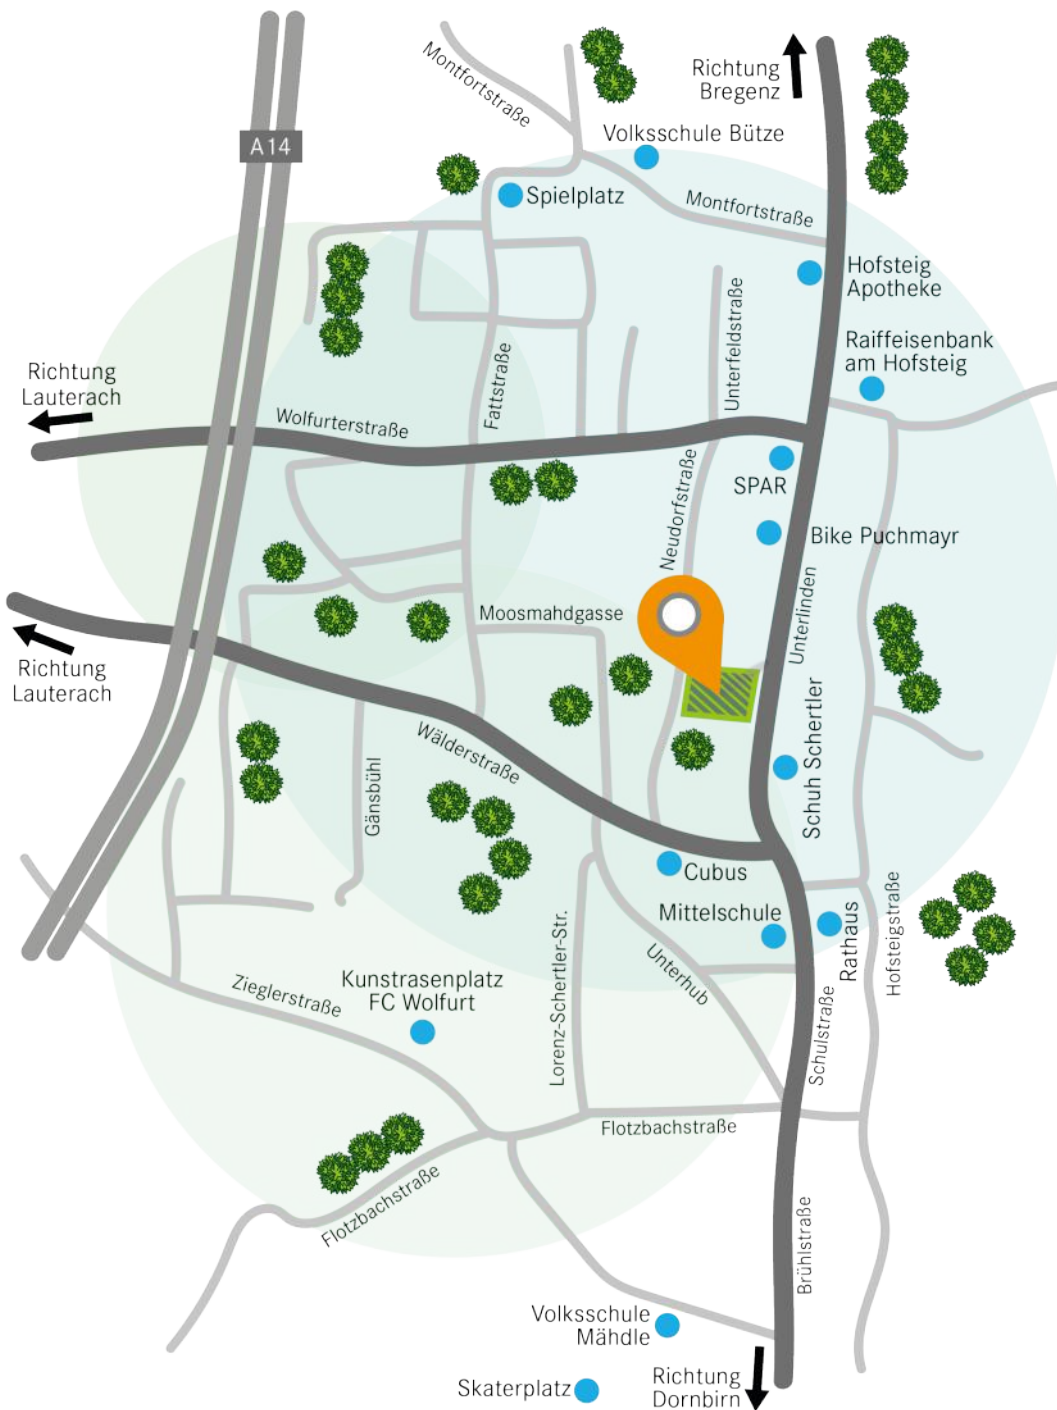 Montfortstraße
Richtung
Bregenz
A14
Volksschule Bütze
Spielplatz
Montfortstraße
Hofsteig
Apotheke
Unterfeldstraße
Raiffeisenbank
am Hofsteig
Richtung
Lauterach
Fattstraße
Wolfurterstraße
SPAR
Neudorfstraße
Bike Puchmayr
Moosmahdgasse
Unterlinden
Richtung
Lauterach
Schuh Schertler
Wälderstraße
Gänsbühl
Cubus
Mittelschule
Rathaus
Hofsteigstraße
Unterhub
Lorenz-Schertler-Str.
Kunstrasenplatz
FC Wolfurt
Zieglerstraße
Schulstraße
Flotzbachstraße
Flotzbachstraße
Brühlstraße
Volksschule
Mähdle
Richtung
Dornbirn
Skaterplatz